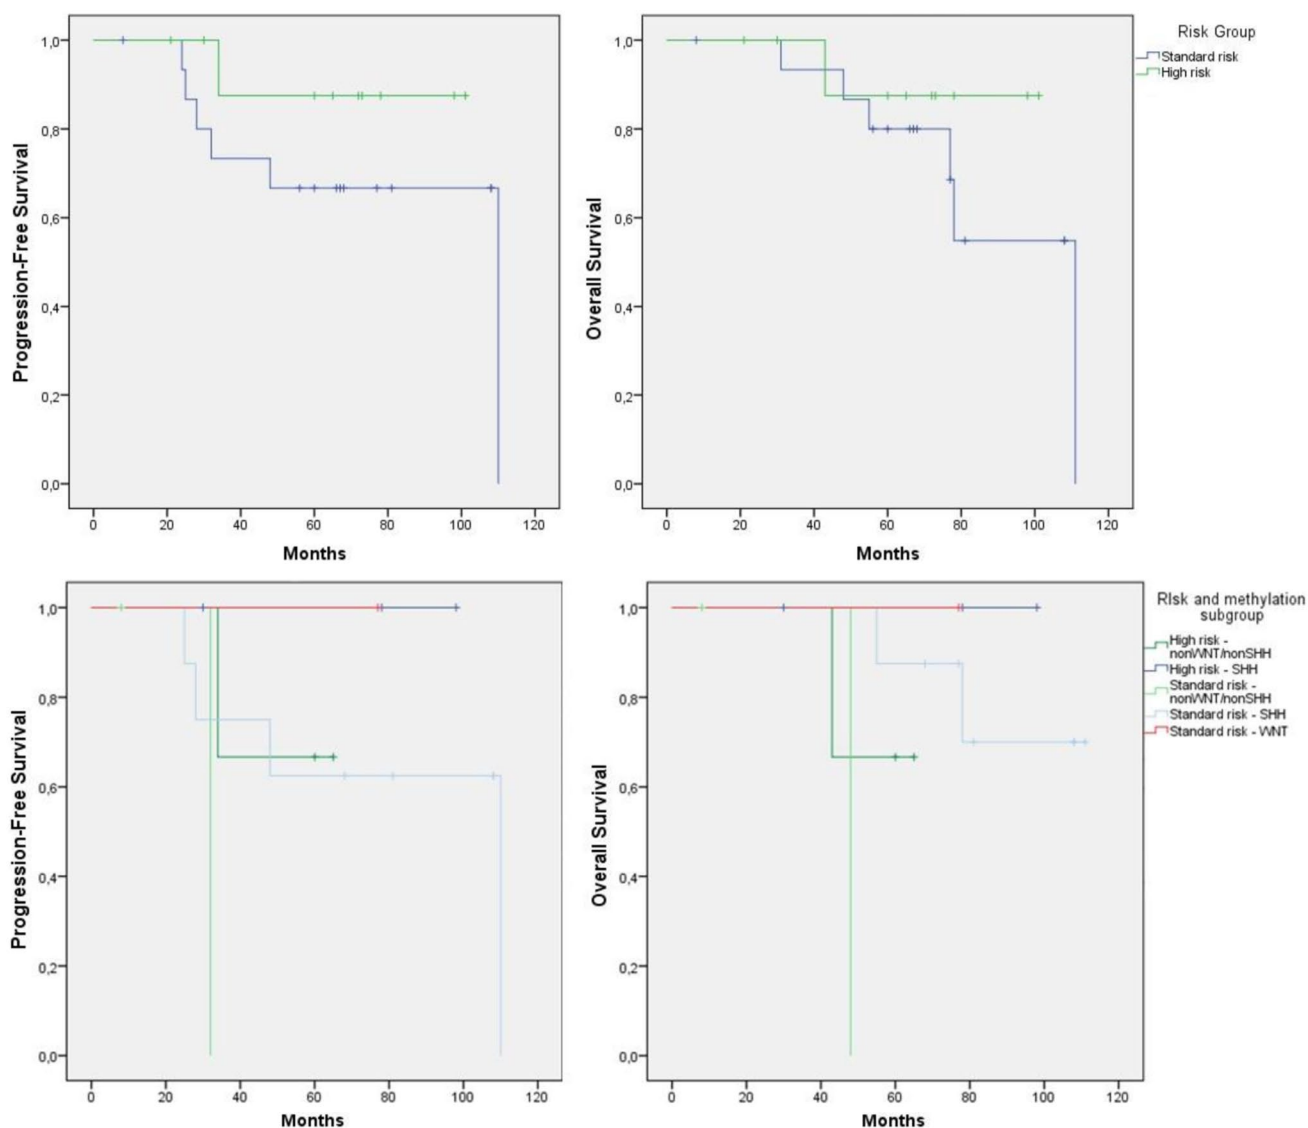 Progression-Free Survival
1,0
0,8
0,6
0,4
0,2
0,0
0 20 40 60 80 100 120
Months
Overall Survival
1,0
0,8
0,6
0,4
0,2
0,0
0 20 40 60 80 100 120
Months
Risk Group
Standard risk
High risk
Progression-Free Survival
1,0
0,8
0,6
0,4
0,2
0,0
0 20 40 60 80 100 120
Months
Overall Survival
1,0
0,8
0,6
0,4
0,2
0,0
0 20 40 60 80 100 120
Months
RIsk and methylation
subgroup
High risk -
nonWNT/nonSHH
High risk - SHH
Standard risk -
nonWNT/nonSHH
Standard risk - SHH
Standard risk - WNT